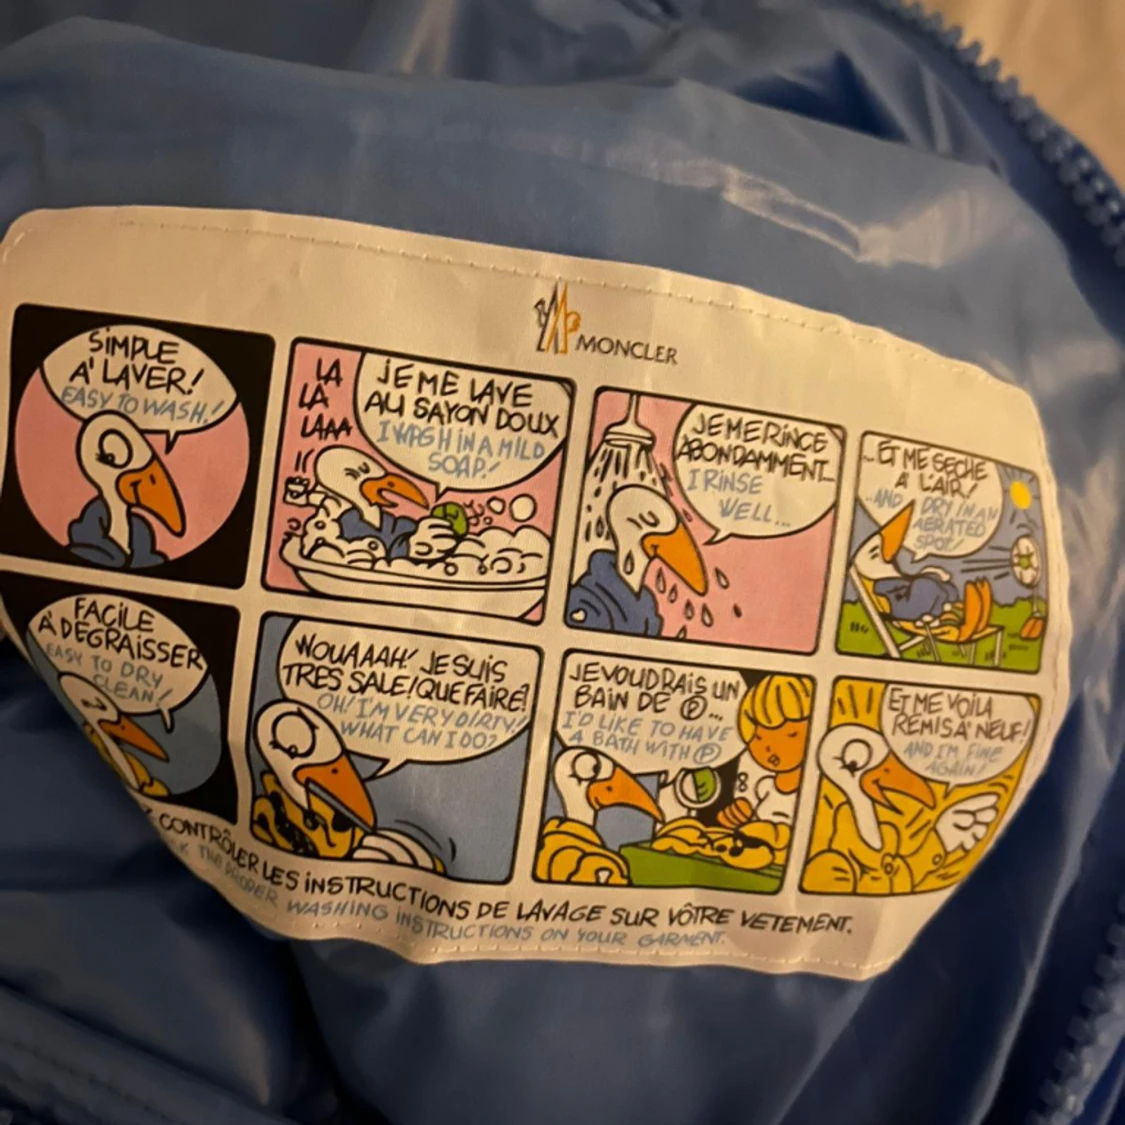 MONCLER
SIMPLE
A' LAVER!
EASY TO WASH!
LA
LA
LAAA
JE ME LAVE
AU SAVON DOUX
I WASH IN A MILD
SOAP!
JE ME RINCE
ABONDAMMENT...
I RINSE
WELL...
...ET ME SECHE
A L'AIR!
...AND I DRY IN AN
AERATED
SPOT!
FACILE
A' DEGRAISSER
EASY TO DRY
CLEAN!
WOUAAAH! JE SUIS
TRES SALE! QUE FAIRE?
OH! I'M VERY DIRTY!
WHAT CAN I DO?
JE VOUDRAIS UN
BAIN DE Ⓟ...
I'D LIKE TO HAVE
A BATH WITH Ⓟ
ET ME VOILA
REMIS A' NEUF!
AND I'M FINE
AGAIN!
CONTRÔLER LES INSTRUCTIONS DE LAVAGE SUR VÔTRE VETEMENT.
THE PROPER WASHING INSTRUCTIONS ON YOUR GARMENT.